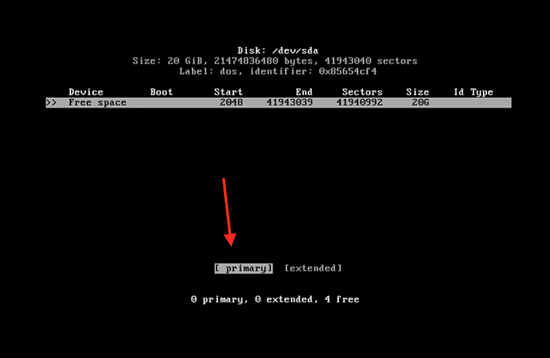 Disk: /dev/sda
Size: 20 GiB, 21474836480 bytes, 41943040 sectors
Label: dos, identifier: 0x85654cf4
Device Boot Start End Sectors Size Id Type
>> Free space 2048 41943039 41940992 20G
[ primary] [extended]
0 primary, 0 extended, 4 free